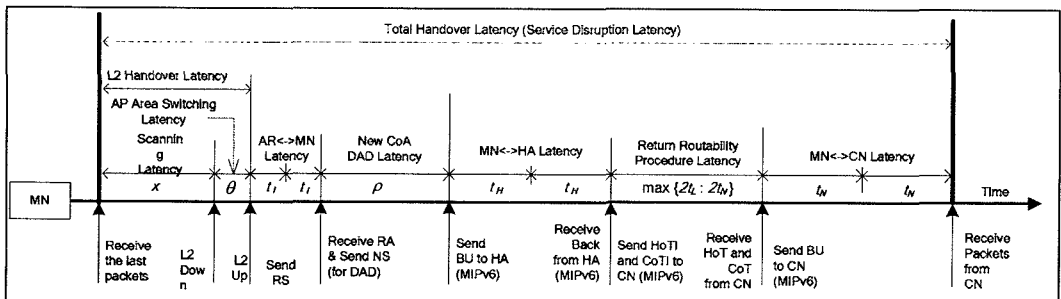 Total Handover Latency (Service Disruption Latency)
L2 Handover Latency
AP Area Switching
Latency
Scannin
g
Latency
AR<->MN
Latency
New CoA
DAD Latency
MN<->HA Latency
Return Routability
Procedure Latency
MN<->CN Latency
x
θ
t_I
t_I
ρ
t_H
t_H
max {2t_L : 2t_N}
t_N
t_N
Time
MN
Receive
the last
packets
L2
Dow
n
L2
Up
Send
RS
Receive RA
& Send NS
(for DAD)
Send
BU to HA
(MIPv6)
Receive
Back
from HA
(MIPv6)
Send HoTI
and CoTI to
CN (MIPv6)
Receive
HoT and
CoT
from CN
Send BU
to CN
(MIPv6)
Receive
Packets
from
CN